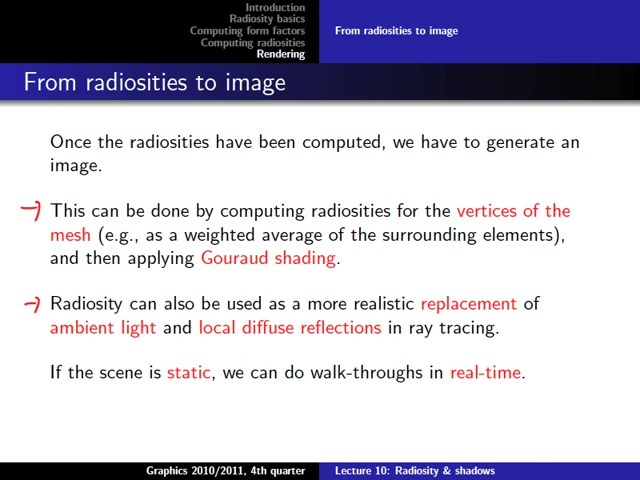 Introduction
Radiosity basics
Computing form factors
Computing radiosities
Rendering
From radiosities to image
From radiosities to image
Once the radiosities have been computed, we have to generate an
image.
This can be done by computing radiosities for the vertices of the
mesh (e.g., as a weighted average of the surrounding elements),
and then applying Gouraud shading.
Radiosity can also be used as a more realistic replacement of
ambient light and local diffuse reflections in ray tracing.
If the scene is static, we can do walk-throughs in real-time.
Graphics 2010/2011, 4th quarter
Lecture 10: Radiosity & shadows